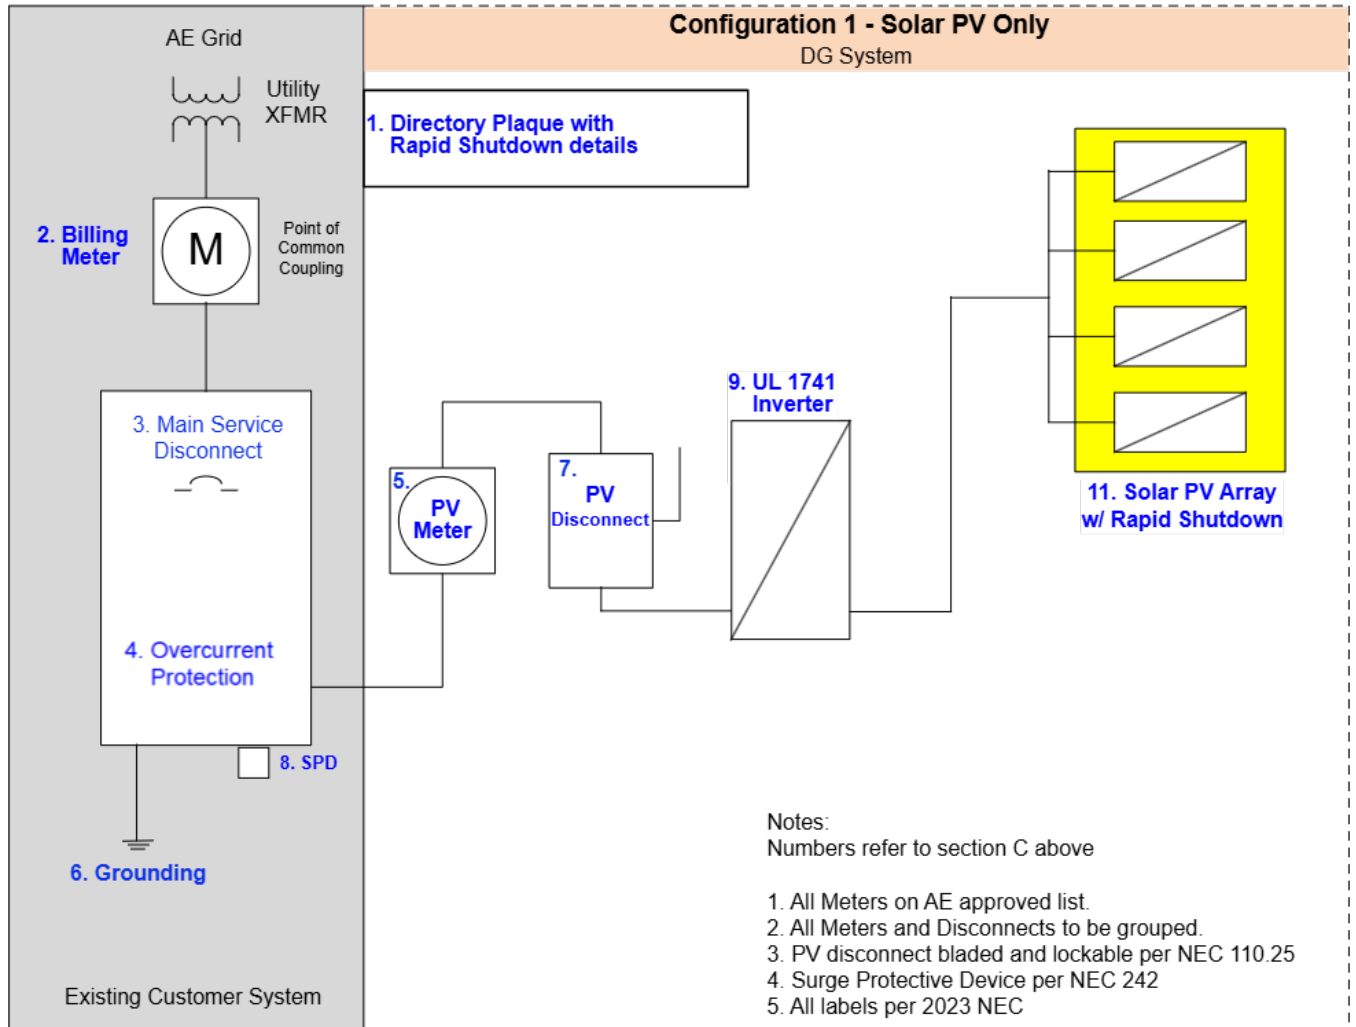 Configuration 1 - Solar PV Only
DG System
AE Grid
Utility
XFMR
1. Directory Plaque with
Rapid Shutdown details
2. Billing
Meter
M
Point of
Common
Coupling
3. Main Service
Disconnect
4. Overcurrent
Protection
5.
PV
Meter
7.
PV
Disconnect
9. UL 1741
Inverter
11. Solar PV Array
w/ Rapid Shutdown
8. SPD
6. Grounding
Existing Customer System
Notes:
Numbers refer to section C above
1. All Meters on AE approved list.
2. All Meters and Disconnects to be grouped.
3. PV disconnect bladed and lockable per NEC 110.25
4. Surge Protective Device per NEC 242
5. All labels per 2023 NEC